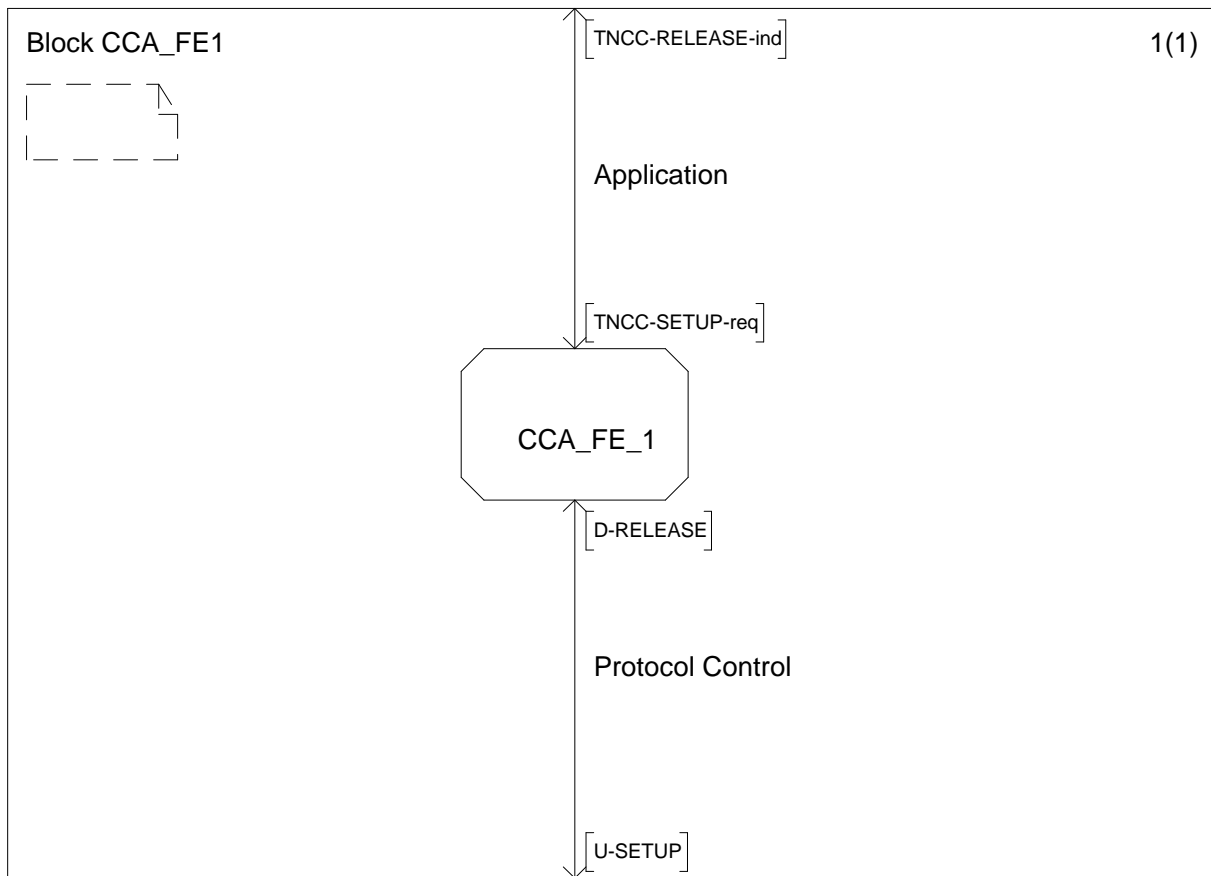 Block CCA_FE1
1(1)
[TNCC-RELEASE-ind]
Application
[TNCC-SETUP-req]
CCA_FE_1
[D-RELEASE]
Protocol Control
[U-SETUP]